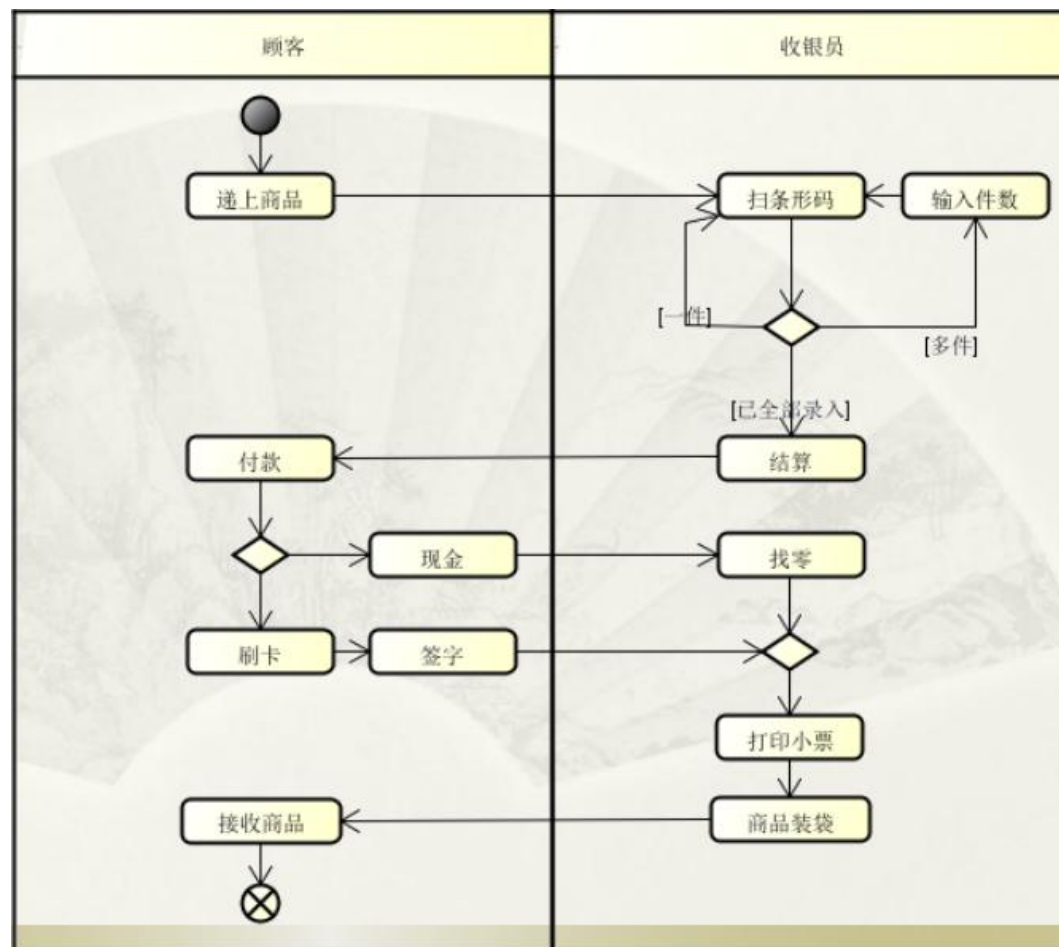 顾客
收银员
递上商品
扫条形码
输入件数
[一件]
[多件]
[已全部录入]
付款
结算
现金
找零
刷卡
签字
打印小票
接收商品
商品装袋